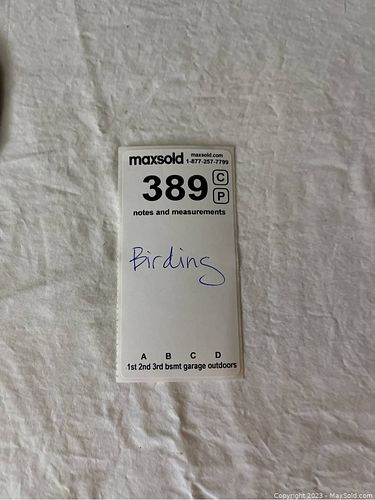 maxsold maxsold.com
1-877-257-7799
389 C
P
notes and measurements
Birding
A B C D
1st 2nd 3rd bsmt garage outdoors
Copyright 2023 - MaxSold.com